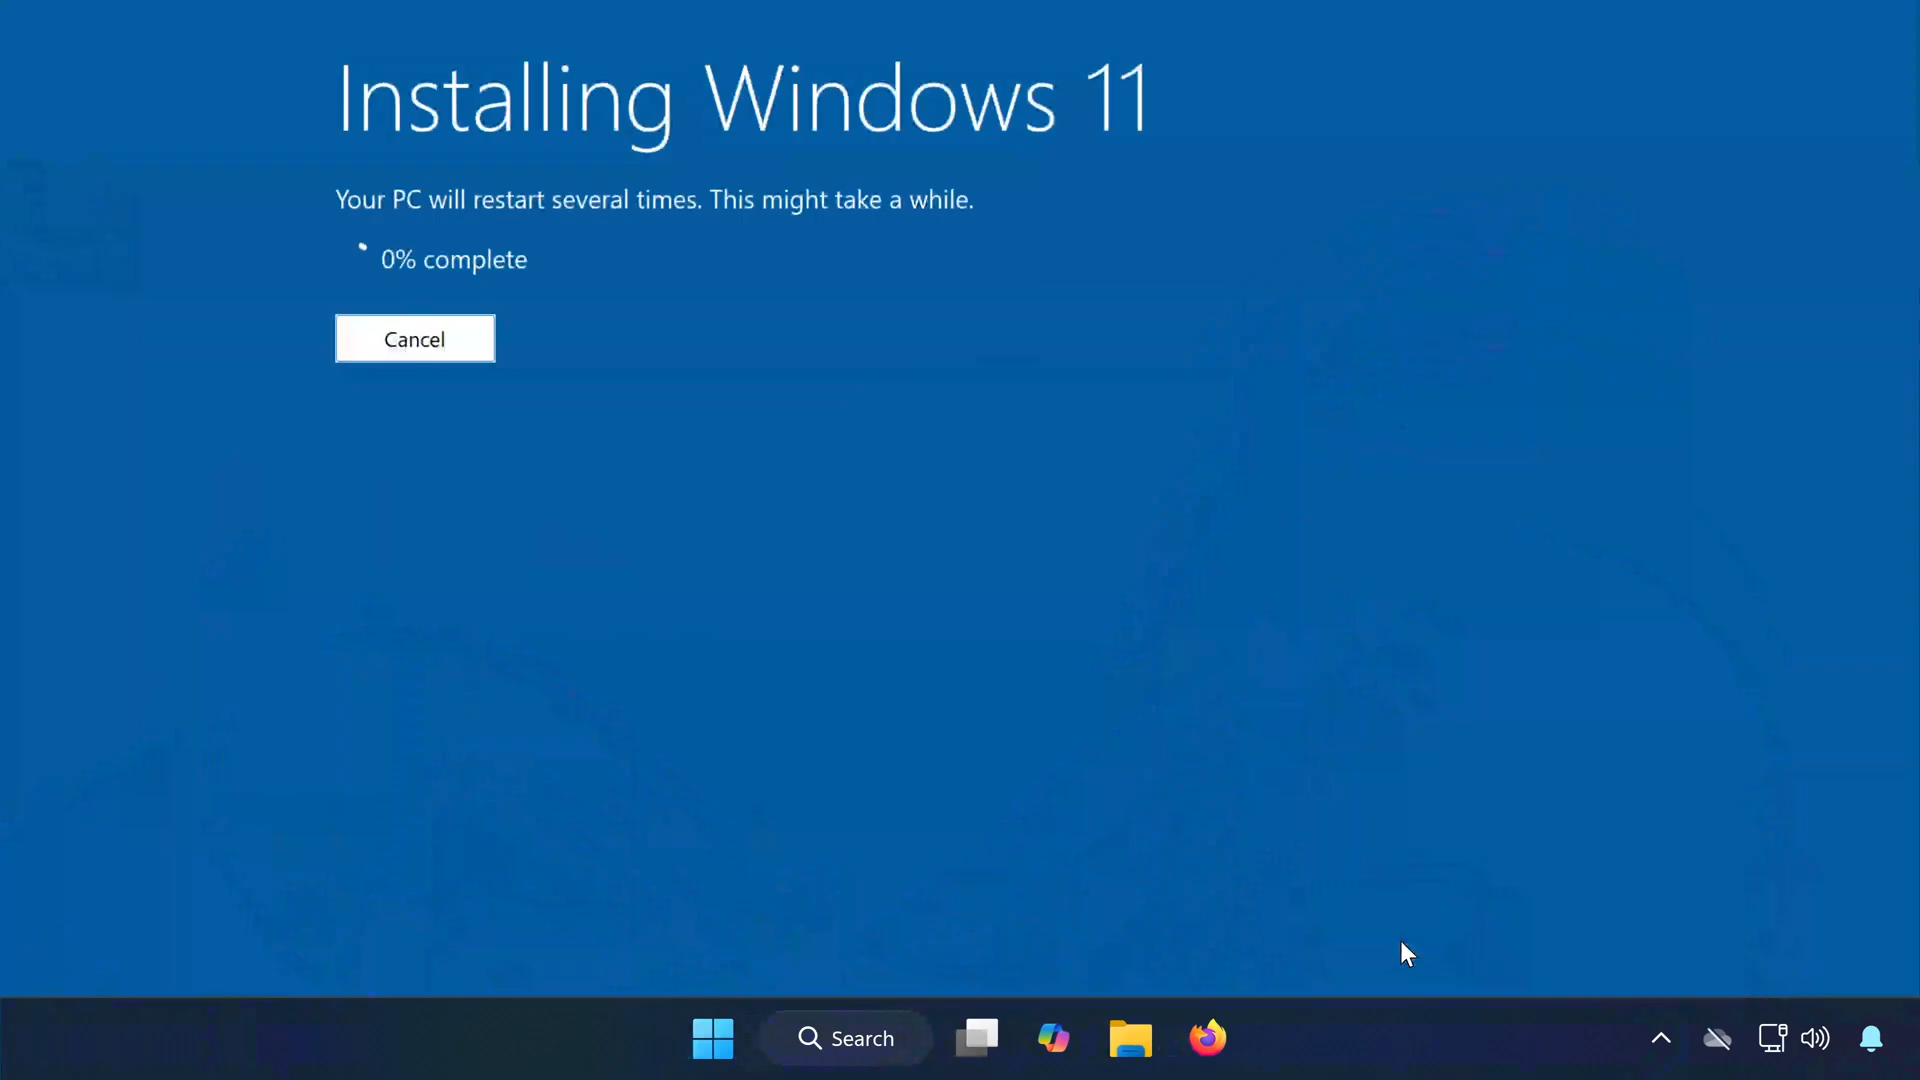 Installing Windows 11
Your PC will restart several times. This might take a while.
0% complete
Cancel
Search